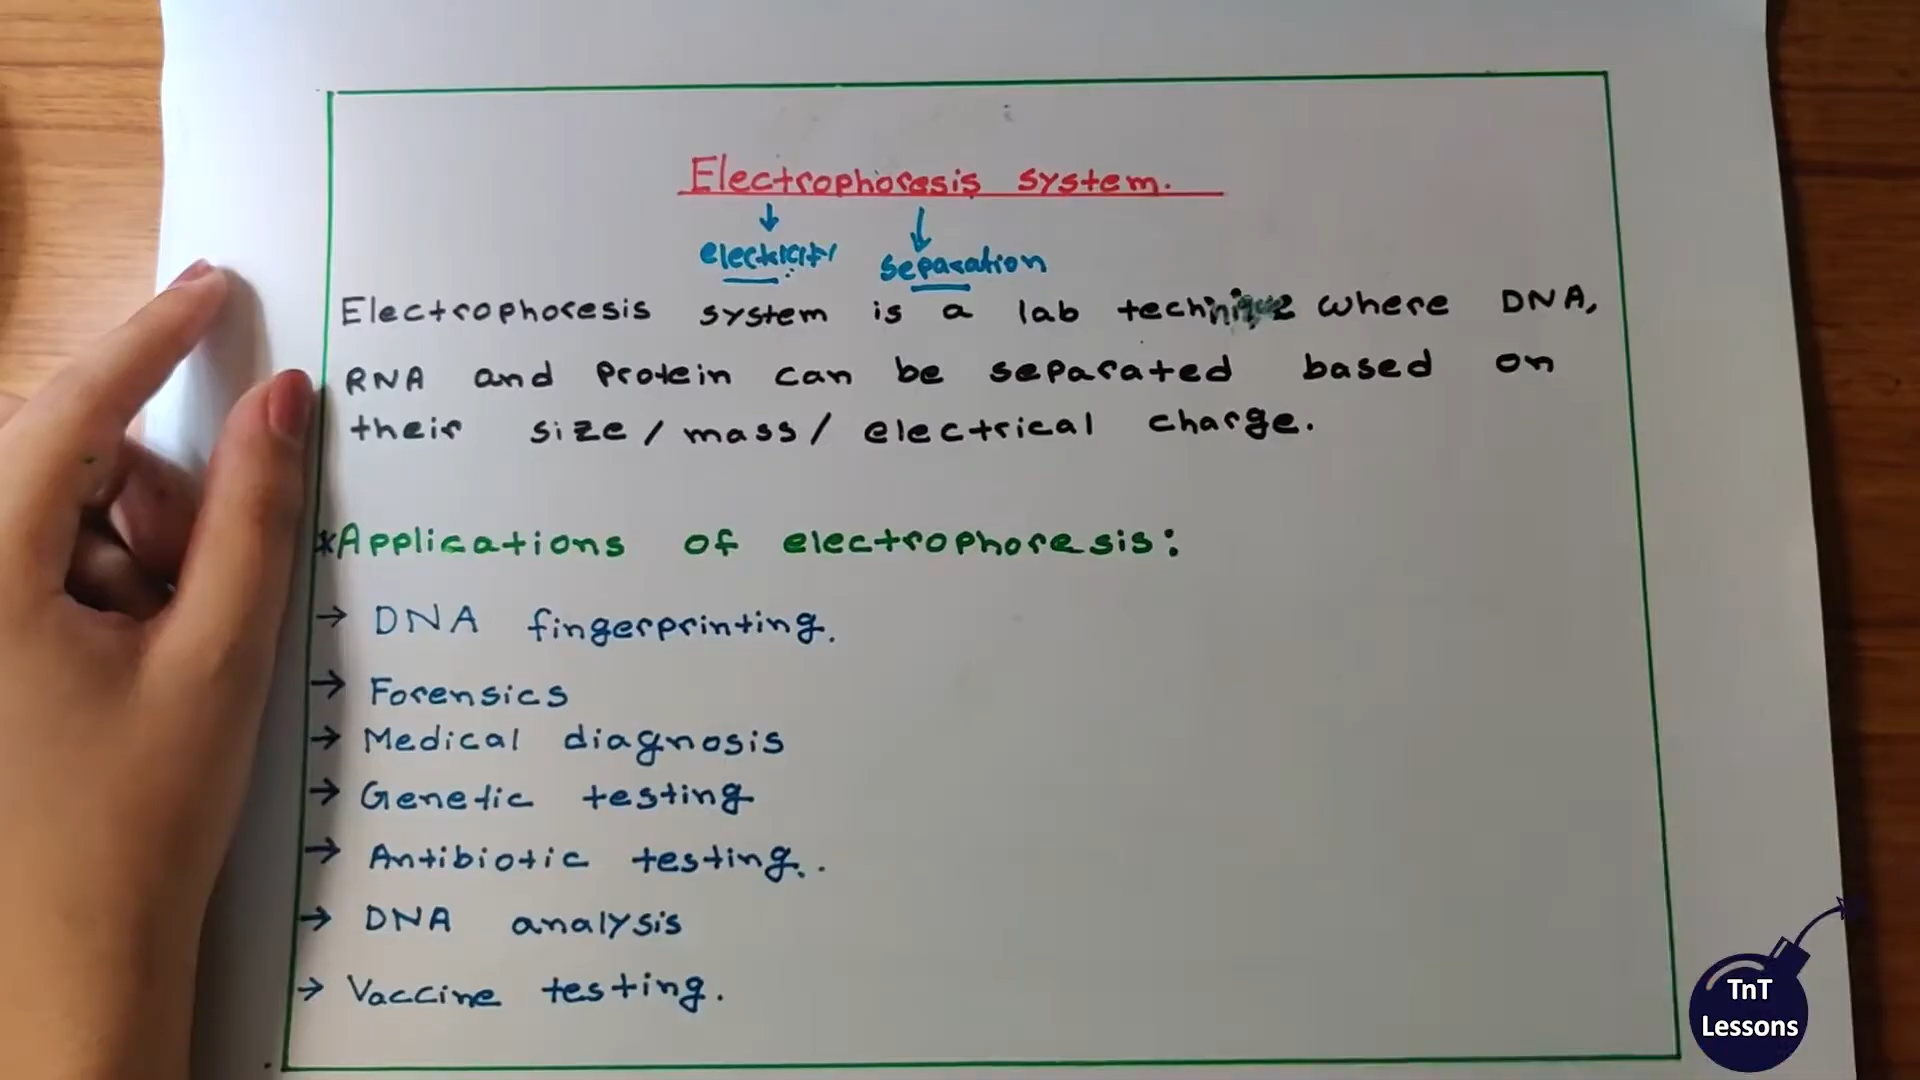 Electrophoresis system.
electricity separation
Electrophoresis system is a lab technique where DNA,
RNA and Protein can be separated based on
their size / mass / electrical charge.
*Applications of electrophoresis:
→ DNA fingerprinting.
→ Forensics
→ Medical diagnosis
→ Genetic testing
→ Antibiotic testing..
→ DNA analysis
→ Vaccine testing.
TnT
Lessons